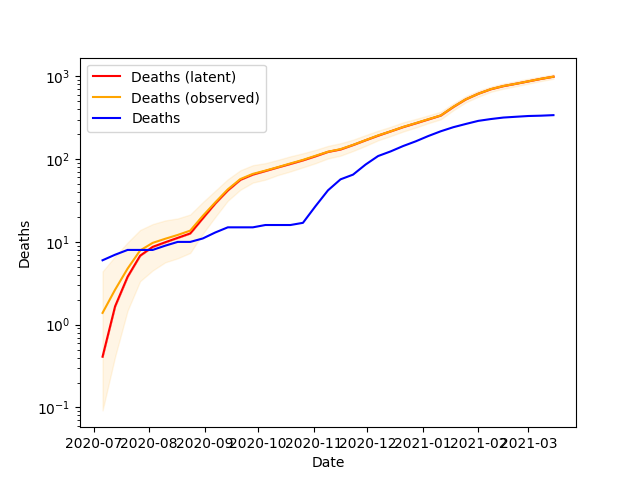 Deaths (latent)
Deaths (observed)
Deaths
10³
10²
10¹
10⁰
10⁻¹
Deaths
2020-07 2020-08 2020-09 2020-10 2020-11 2020-12 2021-01 2021-02 2021-03
Date